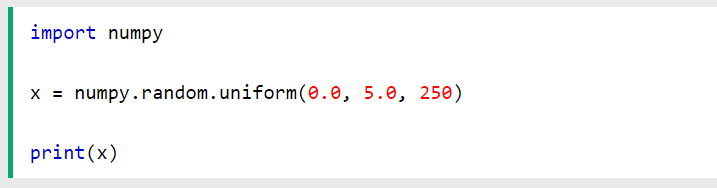 import numpy
x = numpy.random.uniform(0.0, 5.0, 250)
print(x)